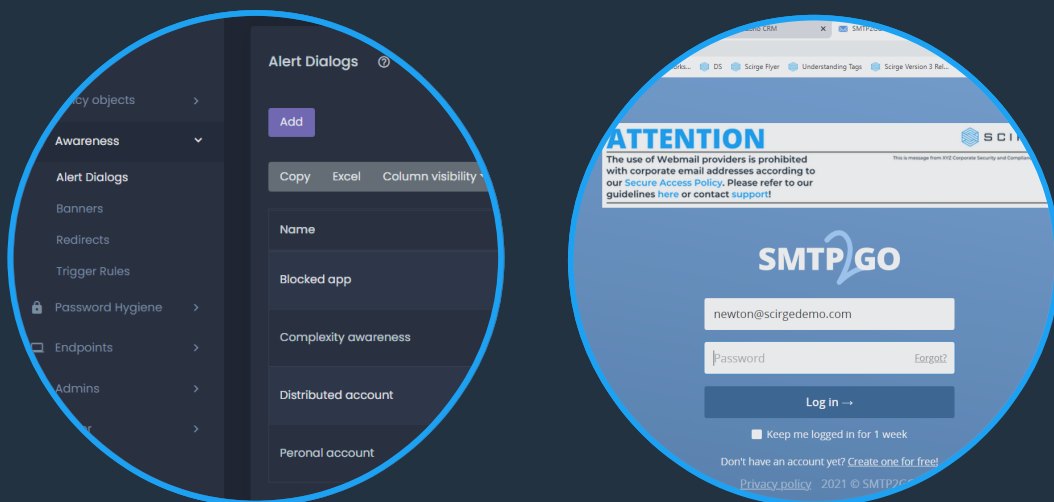 Alert Dialogs
objects
Awareness
Add
Alert Dialogs
Copy Excel Column visibility
Banners
Redirects
Name
Trigger Rules
Blocked app
Password Hygiene
Complexity awareness
Endpoints
Admins
Distributed account
Peronal account
CRM
DS Scirge Flyer Understanding Tags Scirge Version 3 Rel...
ATTENTION
The use of Webmail providers is prohibited
with corporate email addresses according to
our Secure Access Policy. Please refer to our
guidelines here or contact support!
This is message from XYZ Corporate Security and
SMTP2GO
newton@scirgedemo.com
Password Forgot?
Log in →
Keep me logged in for 1 week
Don't have an account yet? Create one for free!
Privacy policy 2021 ©